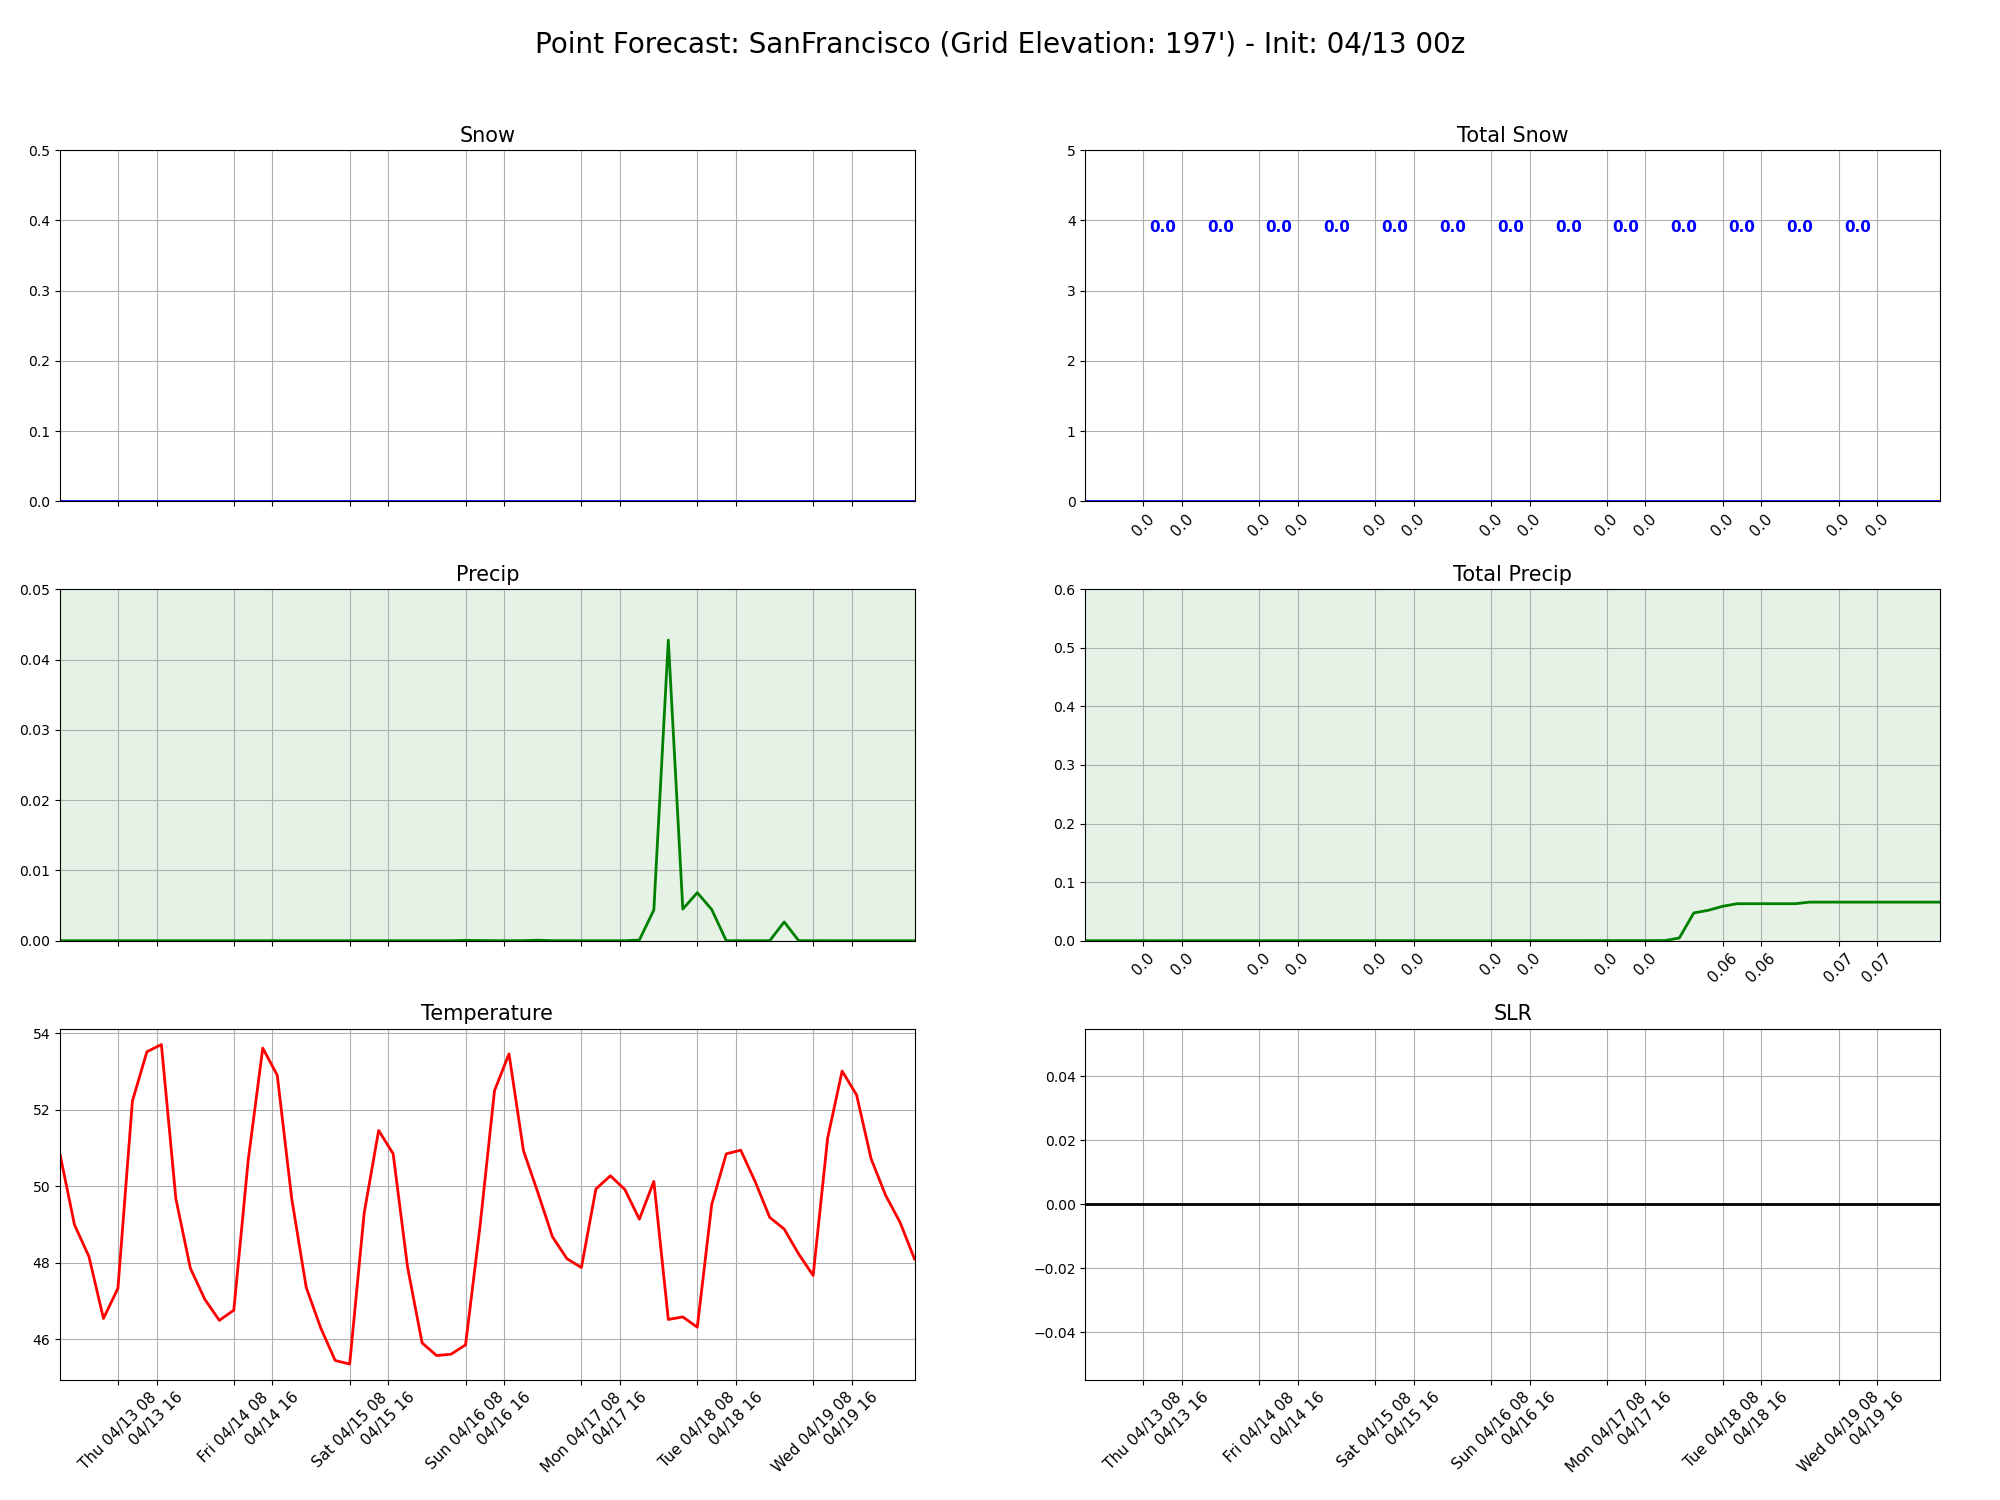 Point Forecast: SanFrancisco (Grid Elevation: 197') - Init: 04/13 00z
Snow
0.5
0.4
0.3
0.2
0.1
0.0
Total Snow
5
4
3
2
1
0
0.0 0.0 0.0 0.0 0.0 0.0 0.0 0.0 0.0 0.0 0.0 0.0 0.0
0.0 0.0 0.0 0.0 0.0 0.0 0.0 0.0 0.0 0.0 0.0 0.0 0.0 0.0
Precip
0.05
0.04
0.03
0.02
0.01
0.00
Total Precip
0.6
0.5
0.4
0.3
0.2
0.1
0.0
0.0 0.0 0.0 0.0 0.0 0.0 0.0 0.0 0.0 0.0 0.06 0.06 0.07 0.07
Temperature
54
52
50
48
46
Thu 04/13 08
04/13 16
Fri 04/14 08
04/14 16
Sat 04/15 08
04/15 16
Sun 04/16 08
04/16 16
Mon 04/17 08
04/17 16
Tue 04/18 08
04/18 16
Wed 04/19 08
04/19 16
SLR
0.04
0.02
0.00
−0.02
−0.04
Thu 04/13 08
04/13 16
Fri 04/14 08
04/14 16
Sat 04/15 08
04/15 16
Sun 04/16 08
04/16 16
Mon 04/17 08
04/17 16
Tue 04/18 08
04/18 16
Wed 04/19 08
04/19 16